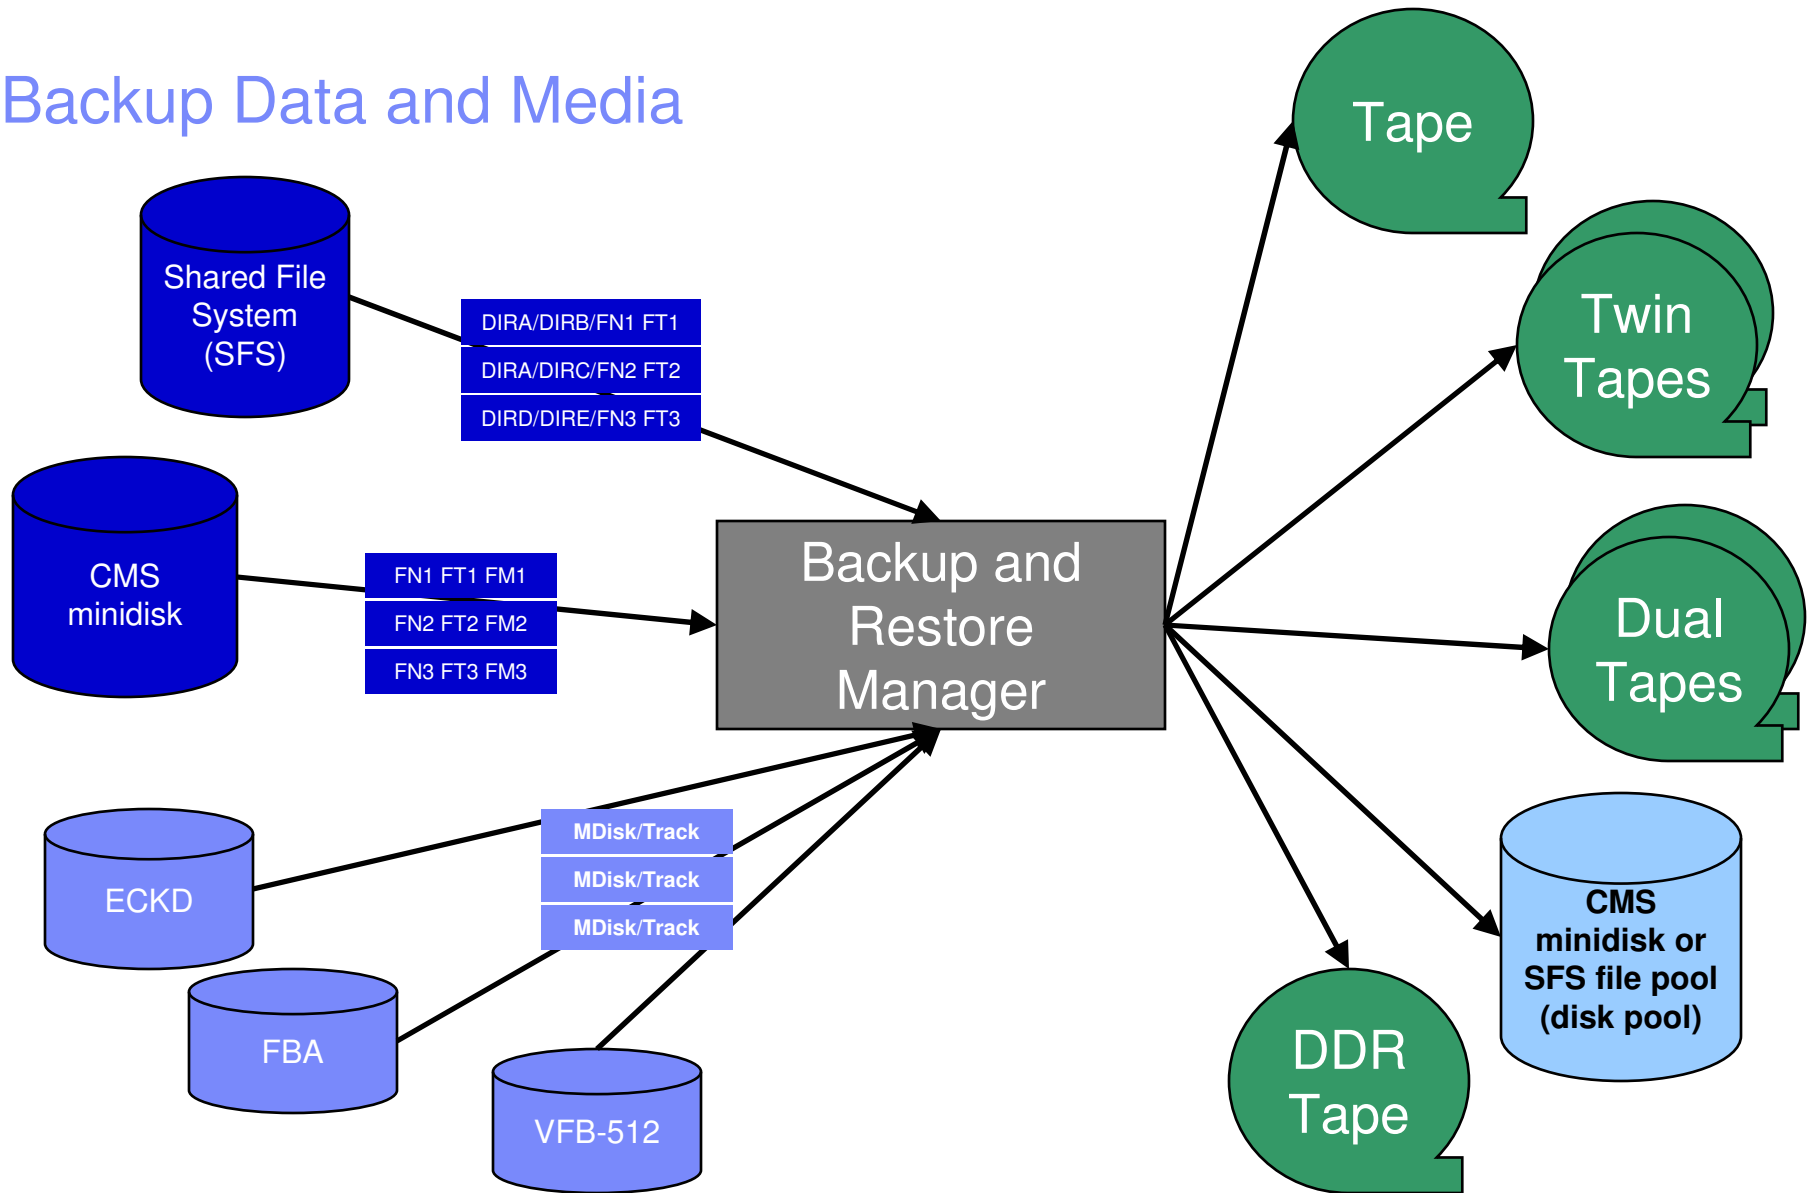 Backup Data and Media
Tape
Shared File
System
(SFS)
DIRA/DIRB/FN1 FT1
DIRA/DIRC/FN2 FT2
DIRD/DIRE/FN3 FT3
Twin
Tapes
CMS
minidisk
FN1 FT1 FM1
FN2 FT2 FM2
FN3 FT3 FM3
Backup and
Restore
Manager
Dual
Tapes
ECKD
MDisk/Track
MDisk/Track
MDisk/Track
FBA
VFB-512
CMS
minidisk or
SFS file pool
(disk pool)
DDR
Tape